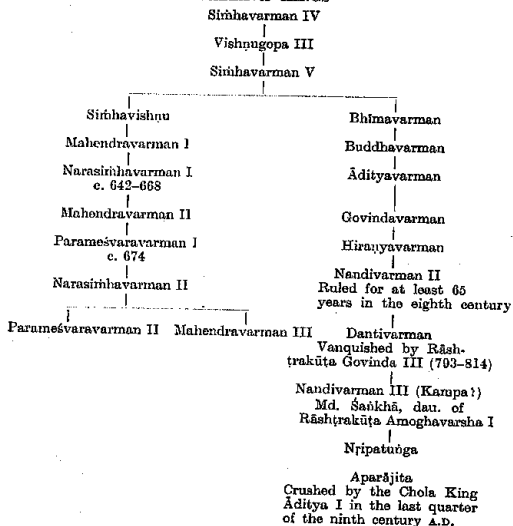 Siṁhavarman IV
Vishṇugopa III
Siṁhavarman V
Siṁhavishṇu
Mahendravarman I
Narasiṁhavarman I
c. 642–668
Mahendravarman II
Parameśvaravarman I
c. 674
Narasiṁhavarman II
Parameśvaravarman II
Mahendravarman III
Bhīmavarman
Buddhavarman
Ādityavarman
Govindavarman
Hiraṇyavarman
Nandivarman II
Ruled for at least 65
years in the eighth century
Dantivarman
Vanquished by Rāsh-
ṭrakūṭa Govinda III (793–814)
Nandivarman III (Kampa?)
Md. Śaṅkhā, dau. of
Rāshṭrakūṭa Amoghavarsha I
Nṛipatuṅga
Aparājita
Crushed by the Chola King
Āditya I in the last quarter
of the ninth century A.D.